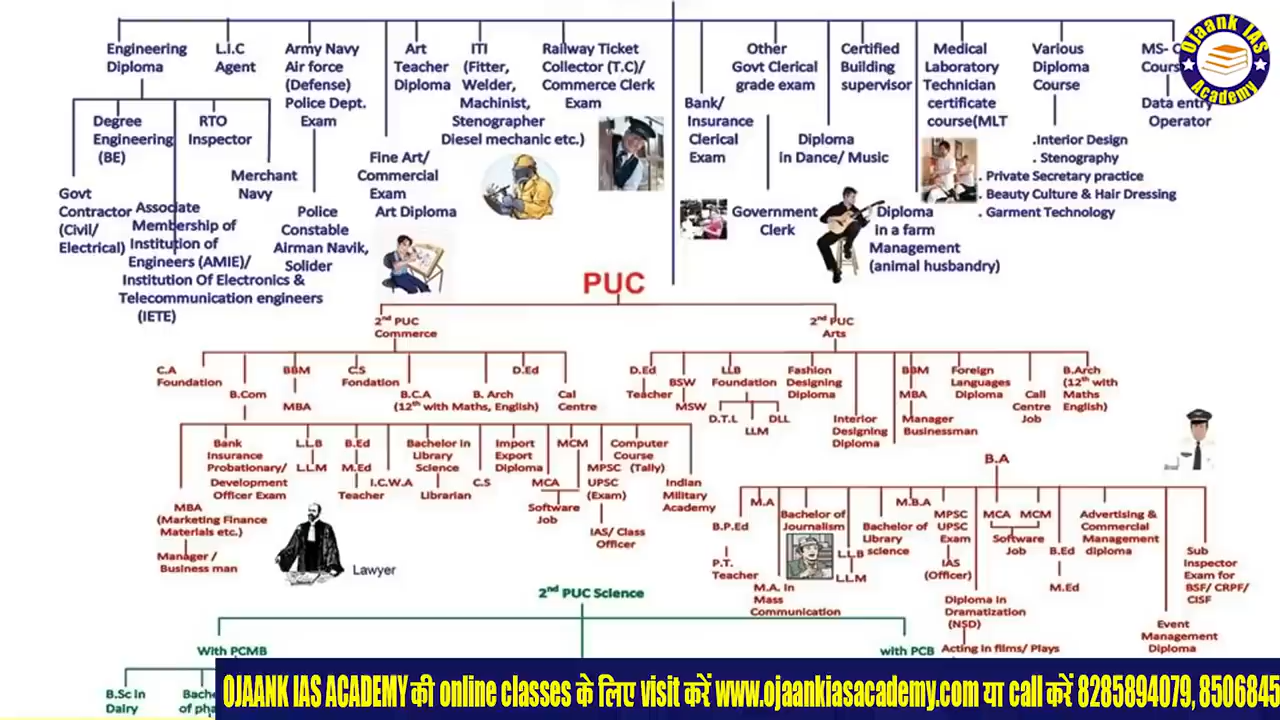 Engineering
Diploma
L.I.C
Agent
Army Navy
Air force
(Defense)
Police Dept.
Exam
Art
Teacher
Diploma
ITI
(Fitter,
Welder,
Machinist,
Stenographer
Diesel mechanic etc.)
Railway Ticket
Collector (T.C)/
Commerce Clerk
Exam
Bank/
Insurance
Clerical
Exam
Other
Govt Clerical
grade exam
Certified
Building
supervisor
Medical
Laboratory
Technician
certificate
course(MLT
Various
Diploma
Course
MS-
Data entry
Operator
Ojaank IAS
Academy
Degree
Engineering
(BE)
RTO
Inspector
Merchant
Navy
Fine Art/
Commercial
Exam
Art Diploma
Diploma
in Dance/ Music
.Interior Design
. Stenography
. Private Secretary practice
. Beauty Culture & Hair Dressing
. Garment Technology
Govt
Contractor
(Civil/
Electrical)
Associate
Membership of
Institution of
Engineers (AMIE)/
Institution Of Electronics &
Telecommunication engineers
(IETE)
Police
Constable
Airman Navik,
Solider
Government
Clerk
Diploma
in a farm
Management
(animal husbandry)
PUC
2nd PUC
Commerce
2nd PUC
Arts
C.A
Foundation
B.Com
BBM
MBA
C.S
Fondation
B.C.A
(12th with Maths, English)
B. Arch
D.Ed
Cal
Centre
D.Ed
Teacher
BSW
MSW
LLB
Foundation
D.T.L
LLM
DLL
Fashion
Designing
Diploma
Interior
Designing
Diploma
BBM
MBA
Manager
Businessman
Foreign
Languages
Diploma
Call
Centre
Job
B.Arch
(12th with
Maths
English)
Bank
Insurance
Probationary/
Development
Officer Exam
L.L.B
L.L.M
B.Ed
M.Ed
Teacher
I.C.W.A
Bachelor in
Library
Science
Librarian
C.S
Import
Export
Diploma
MCM
MCA
Software
Job
Computer
Course
(Tally)
MPSC
UPSC
(Exam)
IAS/ Class
Officer
Indian
Military
Academy
MBA
(Marketing Finance
Materials etc.)
Manager /
Business man
Lawyer
B.A
B.P.Ed
P.T.
Teacher
M.A
Bachelor of
Journalism
M.A. in
Mass
Communication
L.L.B
L.L.M
Bachelor of
Library
science
M.B.A
MPSC
UPSC
Exam
IAS
(Officer)
MCA
MCM
Software
Job
B.Ed
M.Ed
Advertising &
Commercial
Management
diploma
Sub
Inspector
Exam for
BSF/ CRPF/
CISF
Diploma in
Dramatization
(NSD)
Acting in films/ Plays
Event
Management
Diploma
2nd PUC Science
With PCMB
with PCB
B.Sc in
Dairy
OJAANK IAS ACADEMY की online classes के लिए visit करें www.ojaankiasacademy.com या call करें 8285894079, 8506845